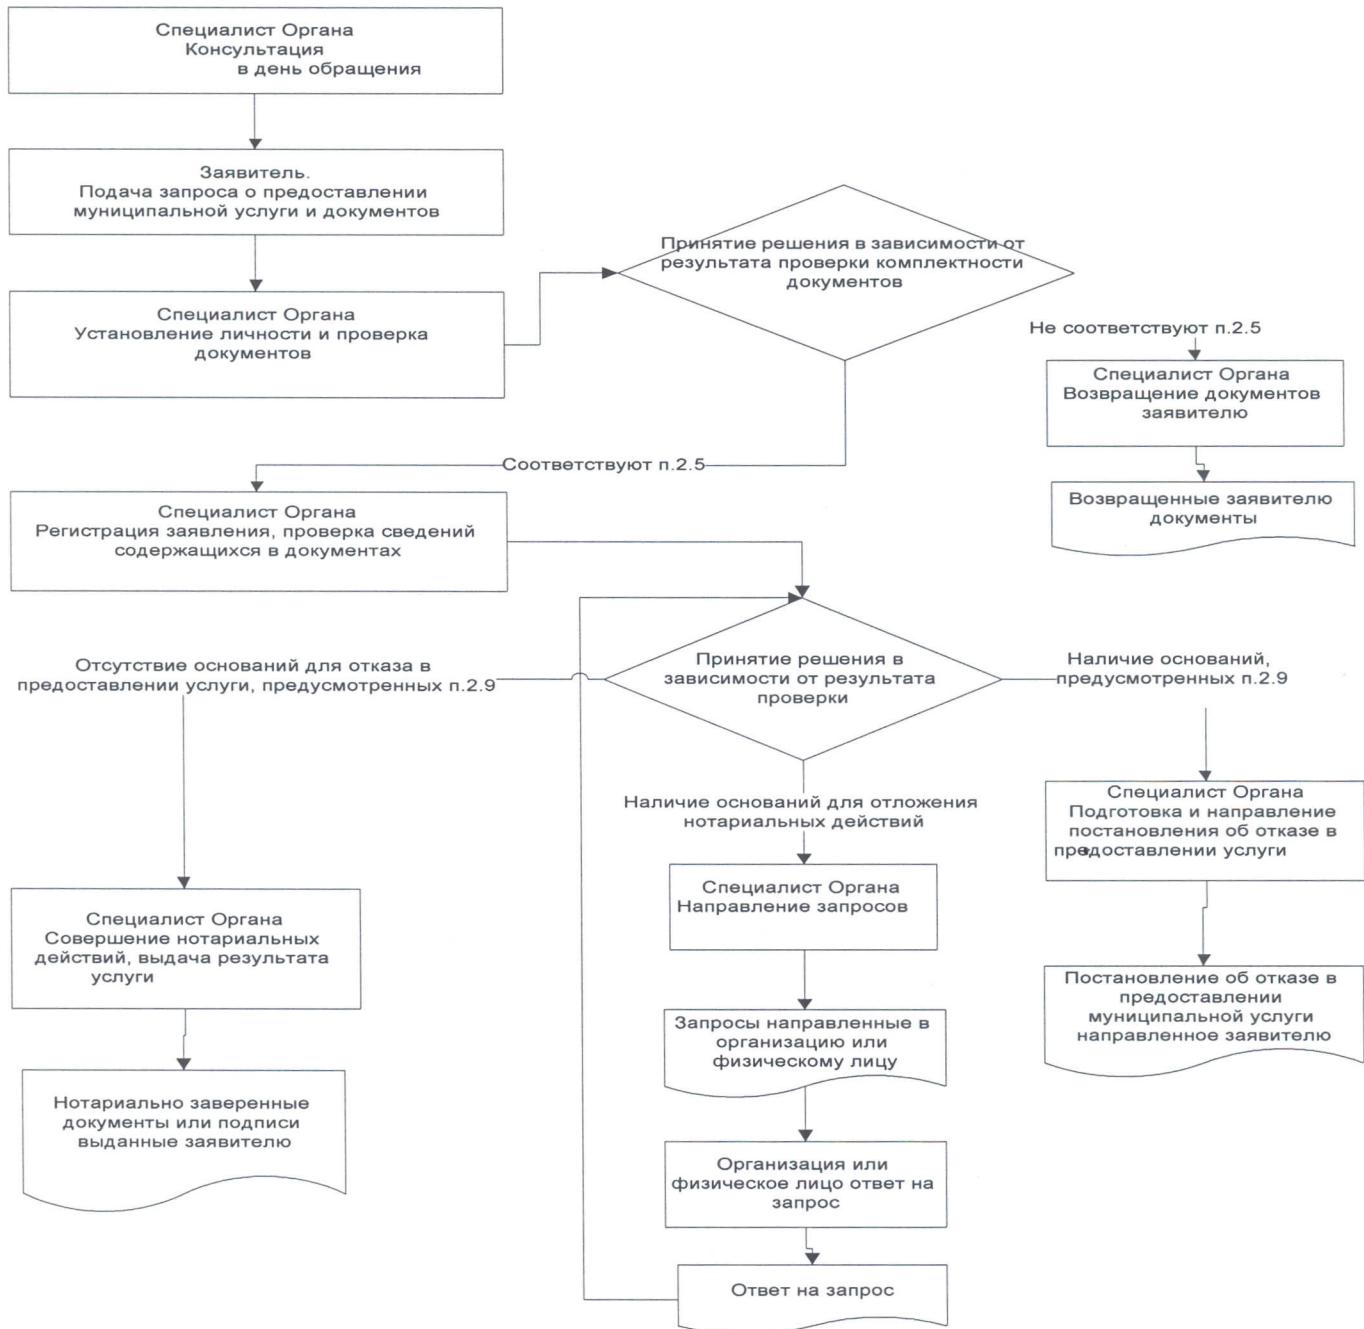 Специалист Органа
Консультация
в день обращения
Заявитель.
Подача запроса о предоставлении
муниципальной услуги и документов
Специалист Органа
Установление личности и проверка
документов
Принятие решения в зависимости от
результата проверки комплектности
документов
Не соответствуют п.2.5
Специалист Органа
Возвращение документов
заявителю
Возвращенные заявителю
документы
Соответствуют п.2.5
Специалист Органа
Регистрация заявления, проверка сведений
содержащихся в документах
Принятие решения в
зависимости от результата
проверки
Отсутствие оснований для отказа в
предоставлении услуги, предусмотренных п.2.9
Наличие оснований,
предусмотренных п.2.9
Наличие оснований для отложения
нотариальных действий
Специалист Органа
Подготовка и направление
постановления об отказе в
предоставлении услуги
Специалист Органа
Направление запросов
Специалист Органа
Совершение нотариальных
действий, выдача результата
услуги
Постановление об отказе в
предоставлении
муниципальной услуги
направленное заявителю
Запросы направленные в
организацию или
физическому лицу
Нотариально заверенные
документы или подписи
выданные заявителю
Организация или
физическое лицо ответ на
запрос
Ответ на запрос